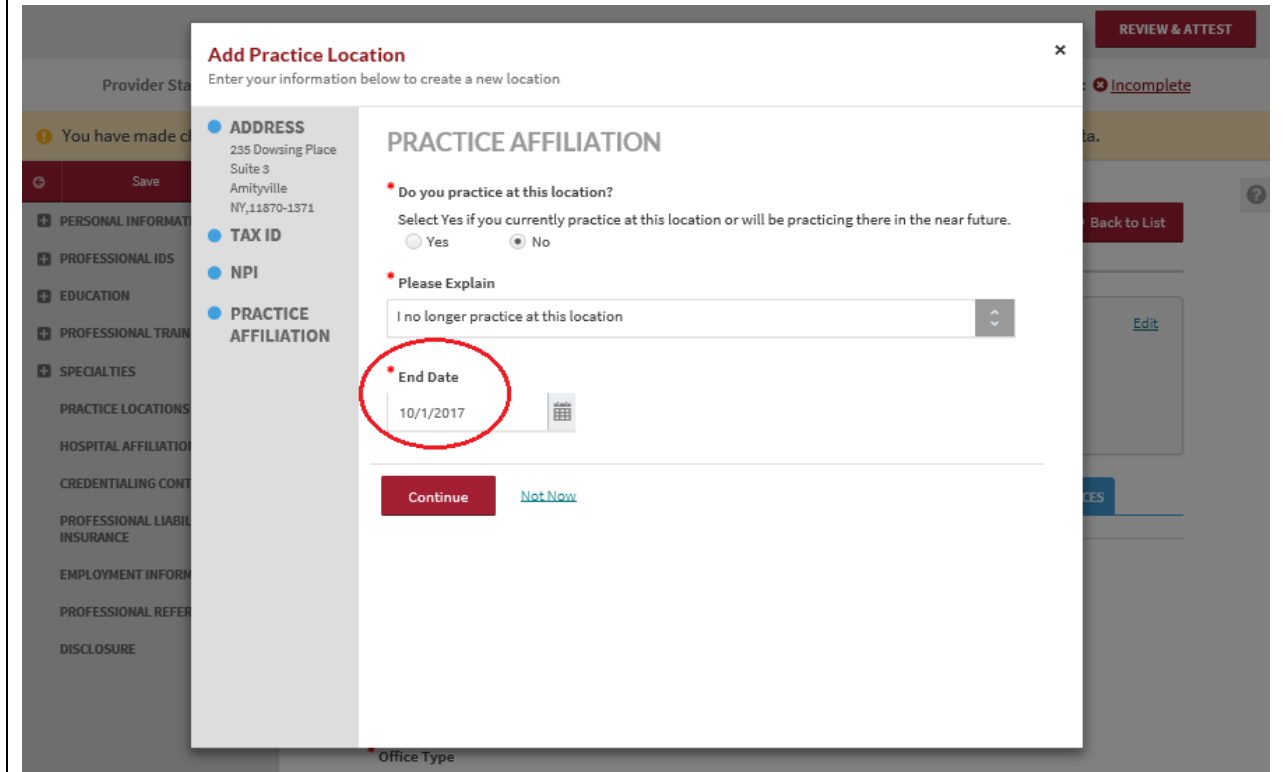 REVIEW & ATTEST
Add Practice Location
×
Enter your information below to create a new location
Provider Sta
: Incomplete
You have made c
ta.
Save
PERSONAL INFORMATI
PROFESSIONAL IDS
EDUCATION
PROFESSIONAL TRAIN
SPECIALTIES
PRACTICE LOCATIONS
HOSPITAL AFFILIATIO
CREDENTIALING CONT
PROFESSIONAL LIABIL
INSURANCE
EMPLOYMENT INFORM
PROFESSIONAL REFER
DISCLOSURE
ADDRESS
235 Dowsing Place
Suite 3
Amityville
NY,11870-1371
TAX ID
NPI
PRACTICE
AFFILIATION
PRACTICE AFFILIATION
* Do you practice at this location?
Select Yes if you currently practice at this location or will be practicing there in the near future.
Yes No
* Please Explain
I no longer practice at this location
* End Date
10/1/2017
Continue Not Now
?
Back to List
Edit
CES
* Office Type